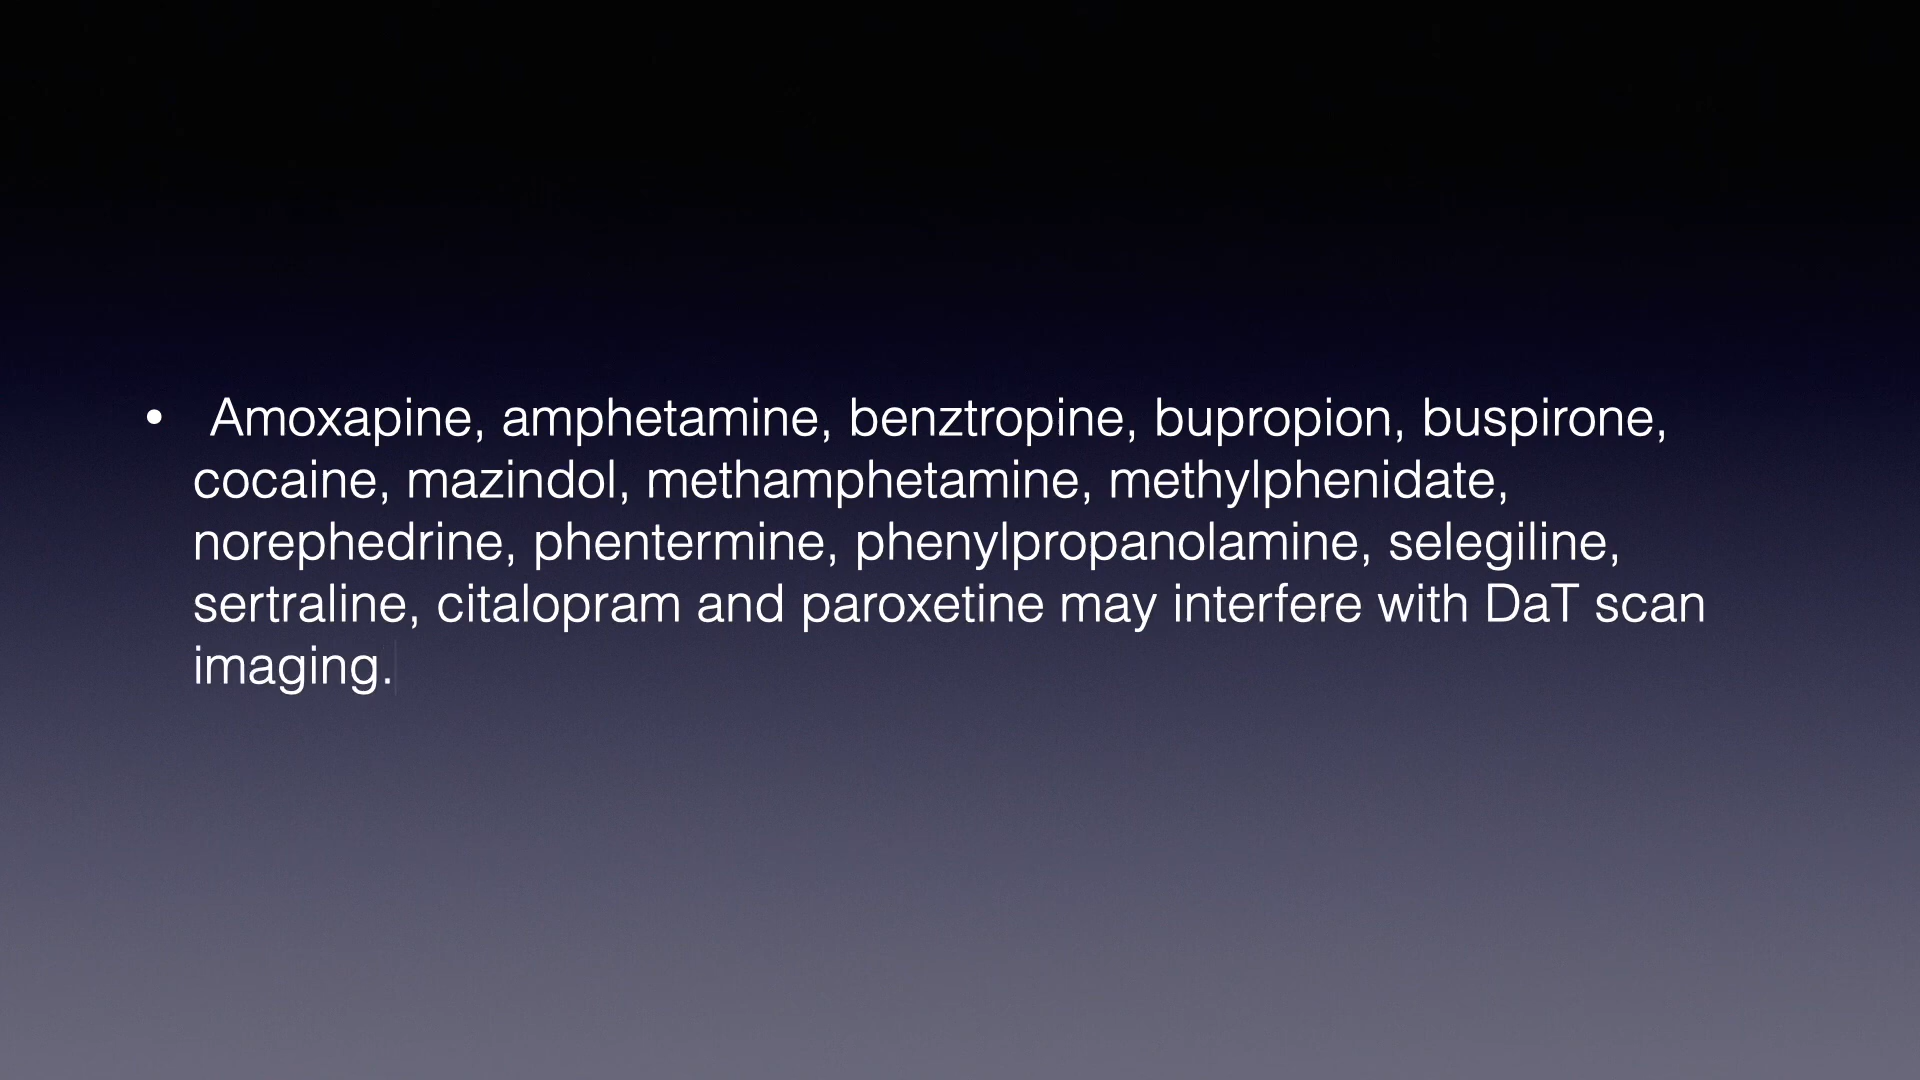 • Amoxapine, amphetamine, benztropine, bupropion, buspirone,
cocaine, mazindol, methamphetamine, methylphenidate,
norephedrine, phentermine, phenylpropanolamine, selegiline,
sertraline, citalopram and paroxetine may interfere with DaT scan
imaging.